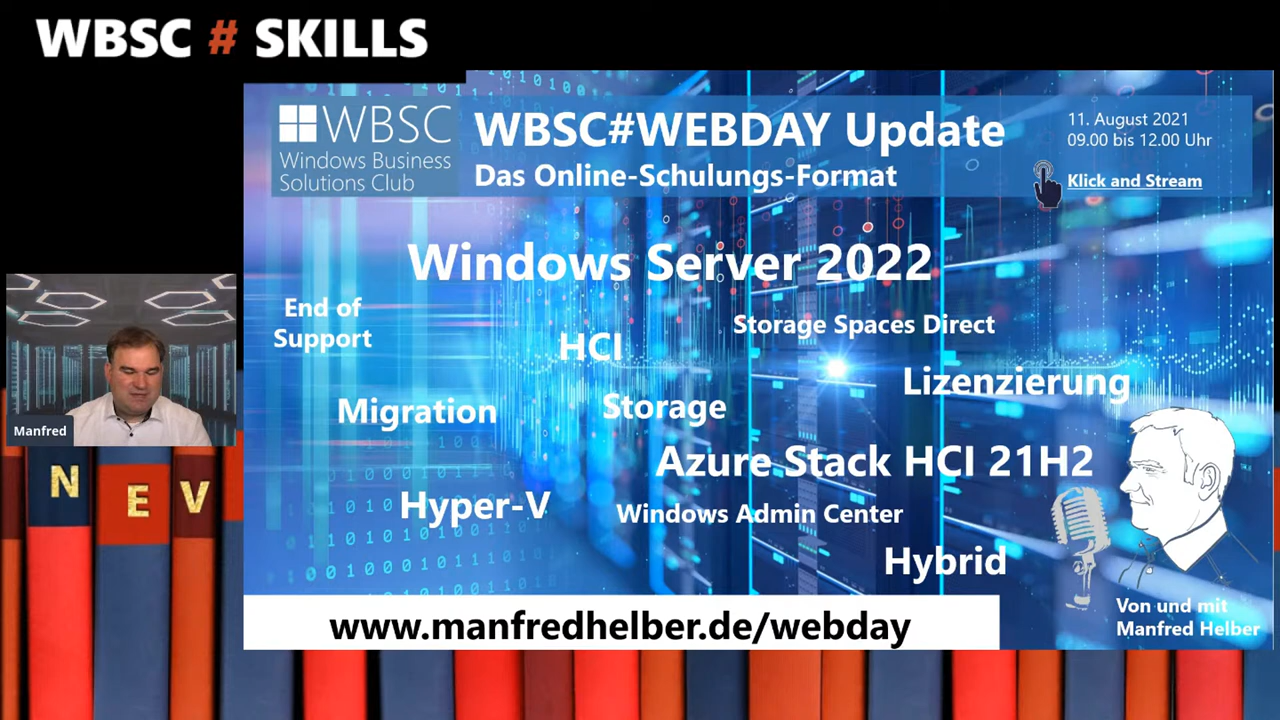 WBSC # SKILLS
WBSC
Windows Business
Solutions Club
WBSC#WEBDAY Update
Das Online-Schulungs-Format
11. August 2021
09.00 bis 12.00 Uhr
Klick and Stream
Windows Server 2022
End of
Support
HCI
Storage Spaces Direct
Lizenzierung
Migration
Storage
Azure Stack HCI 21H2
Hyper-V
Windows Admin Center
Hybrid
Manfred
N E V
www.manfredhelber.de/webday
Von und mit
Manfred Helber